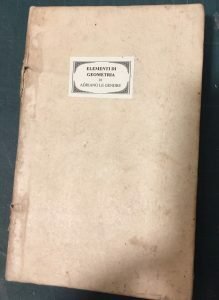 ELEMENTI DI
GEOMETRIA
DI
ADRIANO LE GENDRE